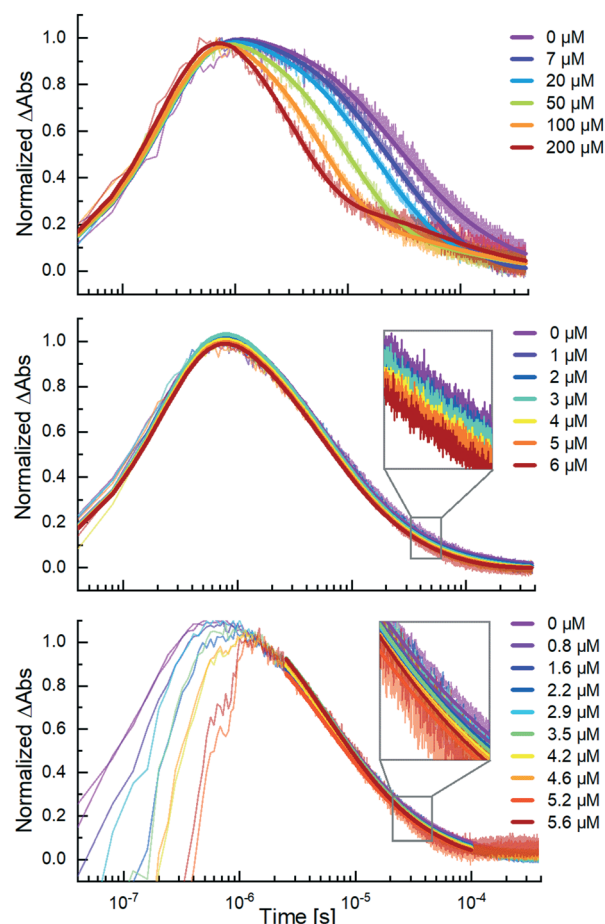 Normalized ΔAbs
1.0
0.8
0.6
0.4
0.2
0.0
0 µM
7 µM
20 µM
50 µM
100 µM
200 µM
Normalized ΔAbs
1.0
0.8
0.6
0.4
0.2
0.0
0 µM
1 µM
2 µM
3 µM
4 µM
5 µM
6 µM
Normalized ΔAbs
1.0
0.8
0.6
0.4
0.2
0.0
0 µM
0.8 µM
1.6 µM
2.2 µM
2.9 µM
3.5 µM
4.2 µM
4.6 µM
5.2 µM
5.6 µM
10⁻⁷ 10⁻⁶ 10⁻⁵ 10⁻⁴
Time [s]